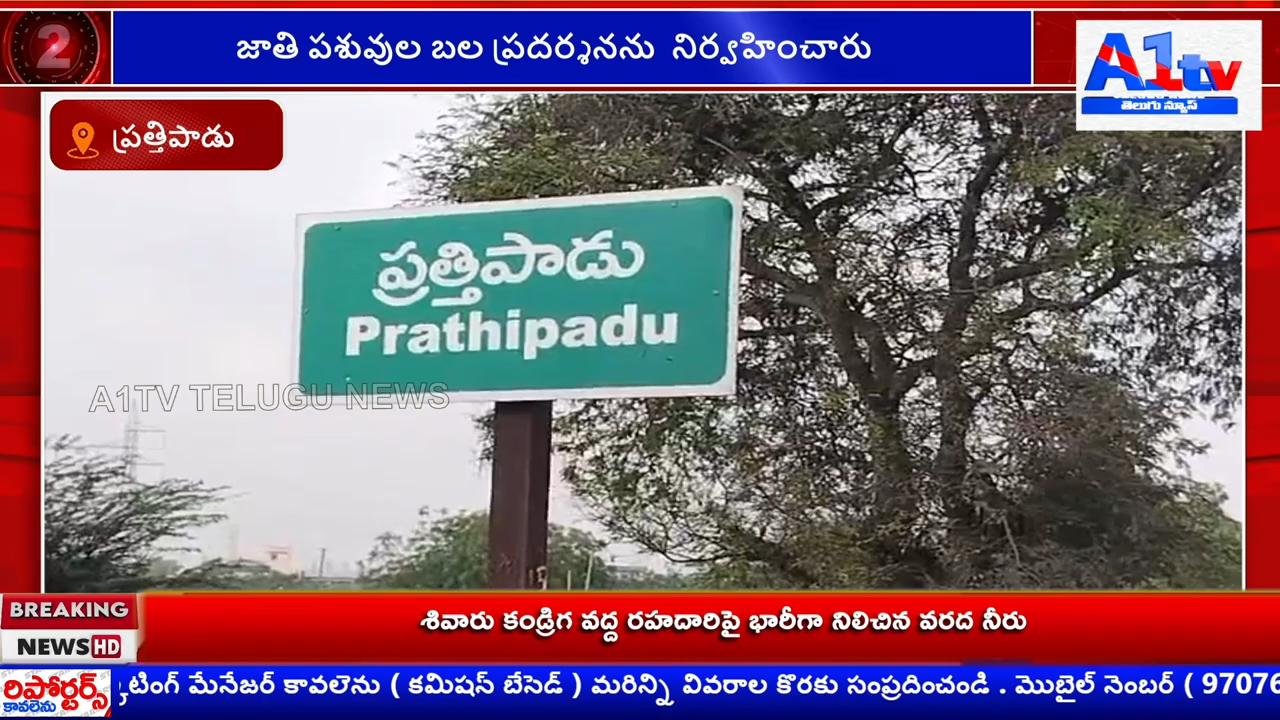 2
జాతి పశువుల బల ప్రదర్శనను నిర్వహించారు
A1tv
తెలుగు న్యూస్
ప్రత్తిపాడు
ప్రత్తిపాడు
Prathipadu
A1TV TELUGU NEWS
BREAKING
NEWS HD
శివారు కండ్రిగ వద్ద రహదారిపై భారీగా నిలిచిన వరద నీరు
రిపోర్టర్స్
కావలెను
ర్కెటింగ్ మేనేజర్ కావలెను ( కమిషన్ బేసెడ్ ) మరిన్ని వివరాల కొరకు సంప్రదించండి . మొబైల్ నెంబర్ ( 97076